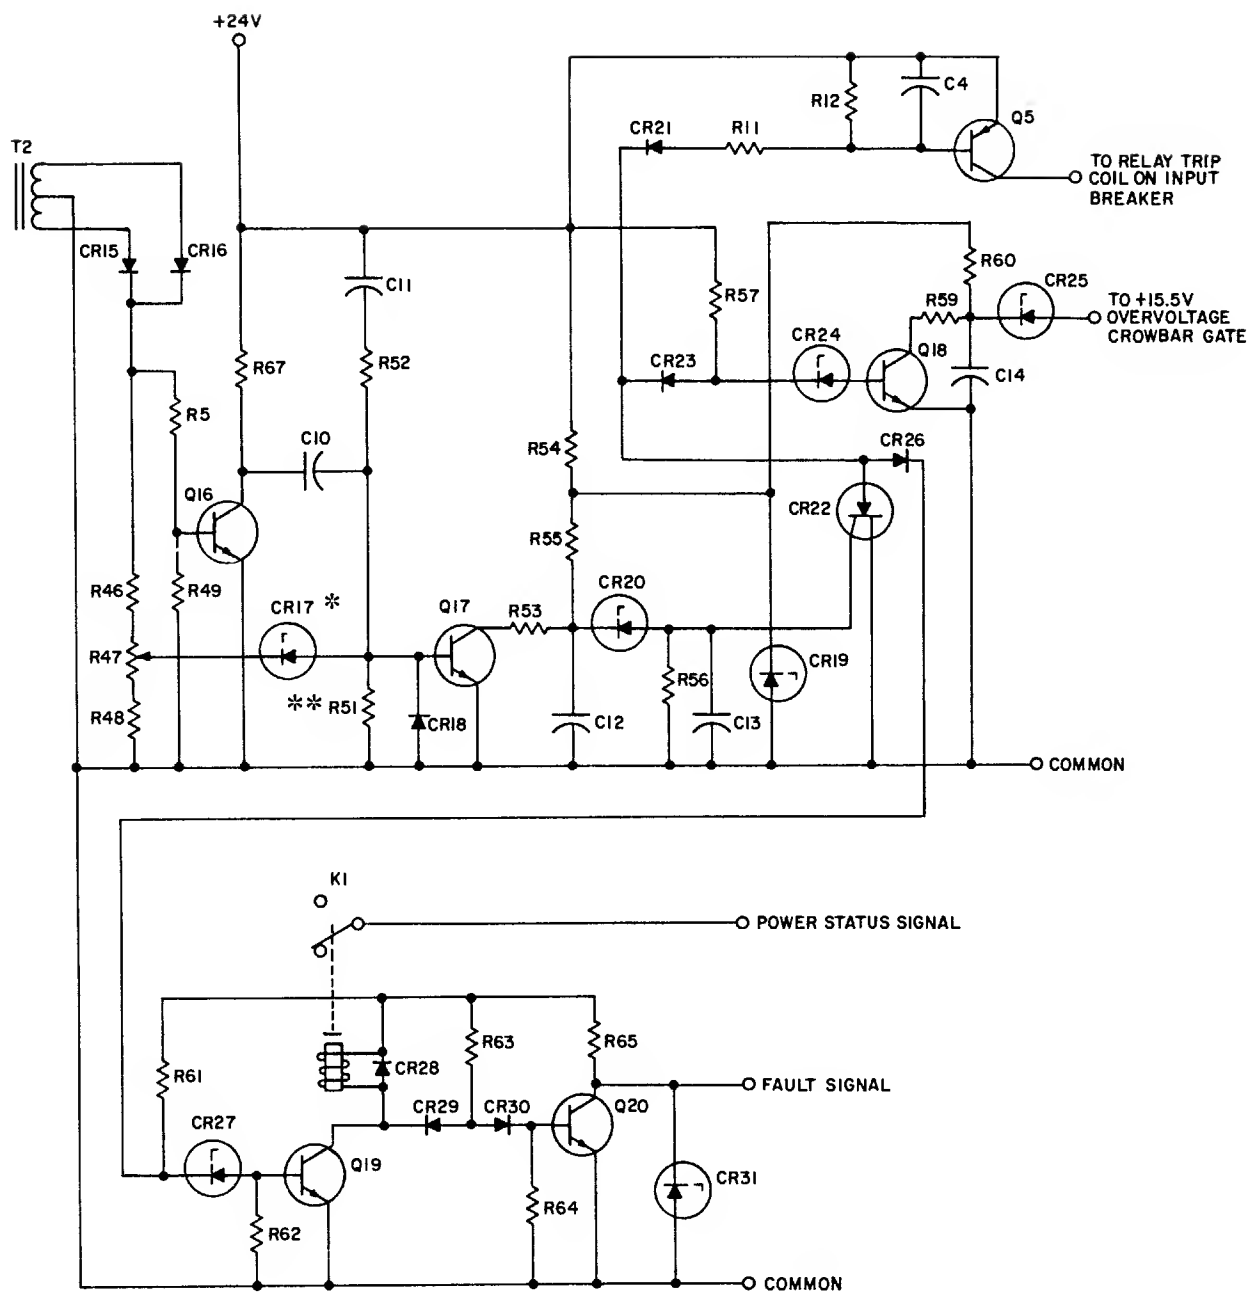 +24V
C4
R12
Q5
CR21
R11
T2
TO RELAY TRIP
COIL ON INPUT
BREAKER
CR15
CR16
C11
R60
CR25
R57
R59
TO +15.5V
OVERVOLTAGE
CROWBAR GATE
CR24
Q18
R67
R52
CR23
C14
R5
C10
R54
CR26
Q16
CR22
R55
R46
R49
CR17 *
Q17
R53
CR20
R47
CR19
R56
** R51
R48
CR18
C12
C13
COMMON
K1
POWER STATUS SIGNAL
R63
R65
R61
CR28
FAULT SIGNAL
CR29
CR30
Q20
CR27
Q19
CR31
R64
R62
COMMON